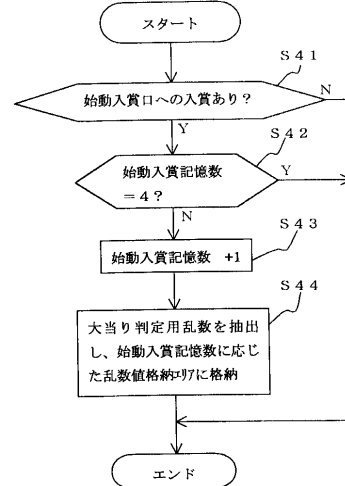 スタート
S41
始動入賞口への入賞あり?
N
Y
S42
始動入賞記憶数
=4?
Y
N
S43
始動入賞記憶数 +1
S44
大当り判定用乱数を抽出
し、始動入賞記憶数に応じ
た乱数値格納エリアに格納
エンド